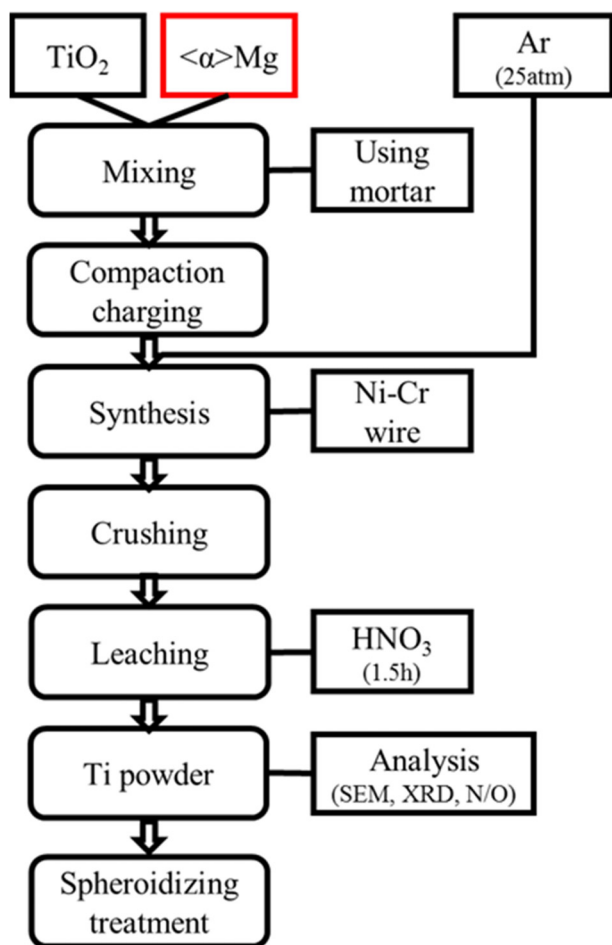 TiO₂
<α>Mg
Ar
(25atm)
Mixing
Using
mortar
Compaction
charging
Synthesis
Ni-Cr
wire
Crushing
Leaching
HNO₃
(1.5h)
Ti powder
Analysis
(SEM, XRD, N/O)
Spheroidizing
treatment